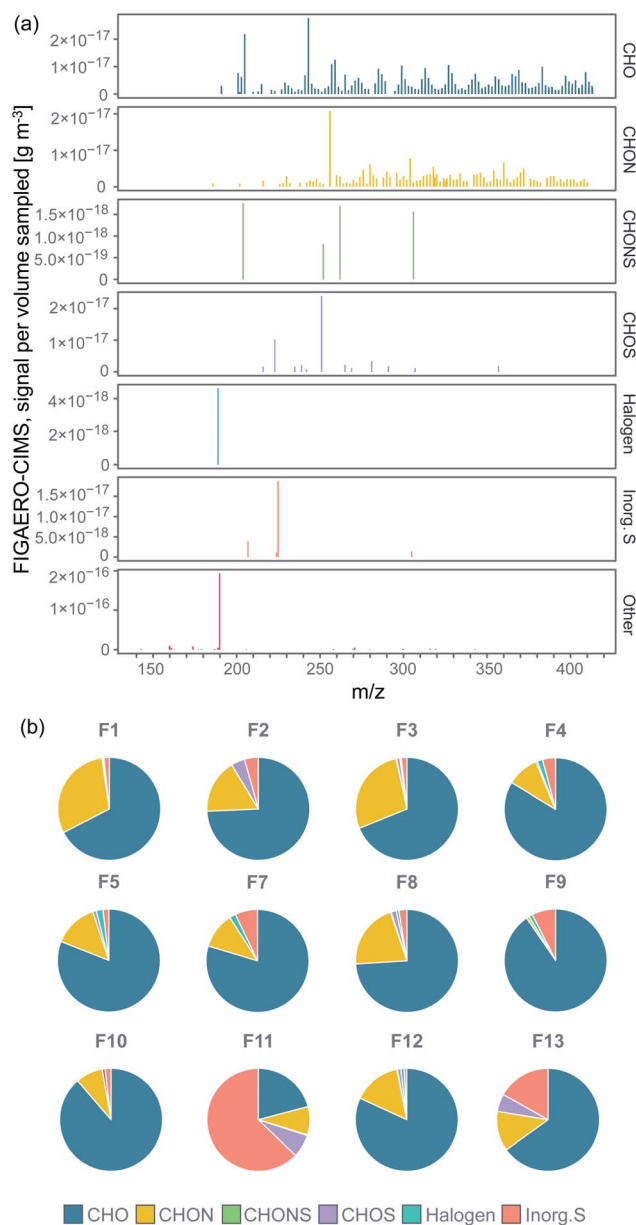 (a)
FIGAERO-CIMS, signal per volume sampled [g m⁻³]
2×10⁻¹⁷
1×10⁻¹⁷
0
CHO
2×10⁻¹⁷
1×10⁻¹⁷
0
CHON
1.5×10⁻¹⁸
1.0×10⁻¹⁸
5.0×10⁻¹⁹
0
CHONS
2×10⁻¹⁷
1×10⁻¹⁷
0
CHOS
4×10⁻¹⁸
2×10⁻¹⁸
0
Halogen
1.5×10⁻¹⁷
1.0×10⁻¹⁷
5.0×10⁻¹⁸
0
Inorg. S
2×10⁻¹⁶
1×10⁻¹⁶
0
Other
150 200 250 300 350 400
m/z
(b)
F1 F2 F3 F4
F5 F7 F8 F9
F10 F11 F12 F13
CHO CHON CHONS CHOS Halogen Inorg.S